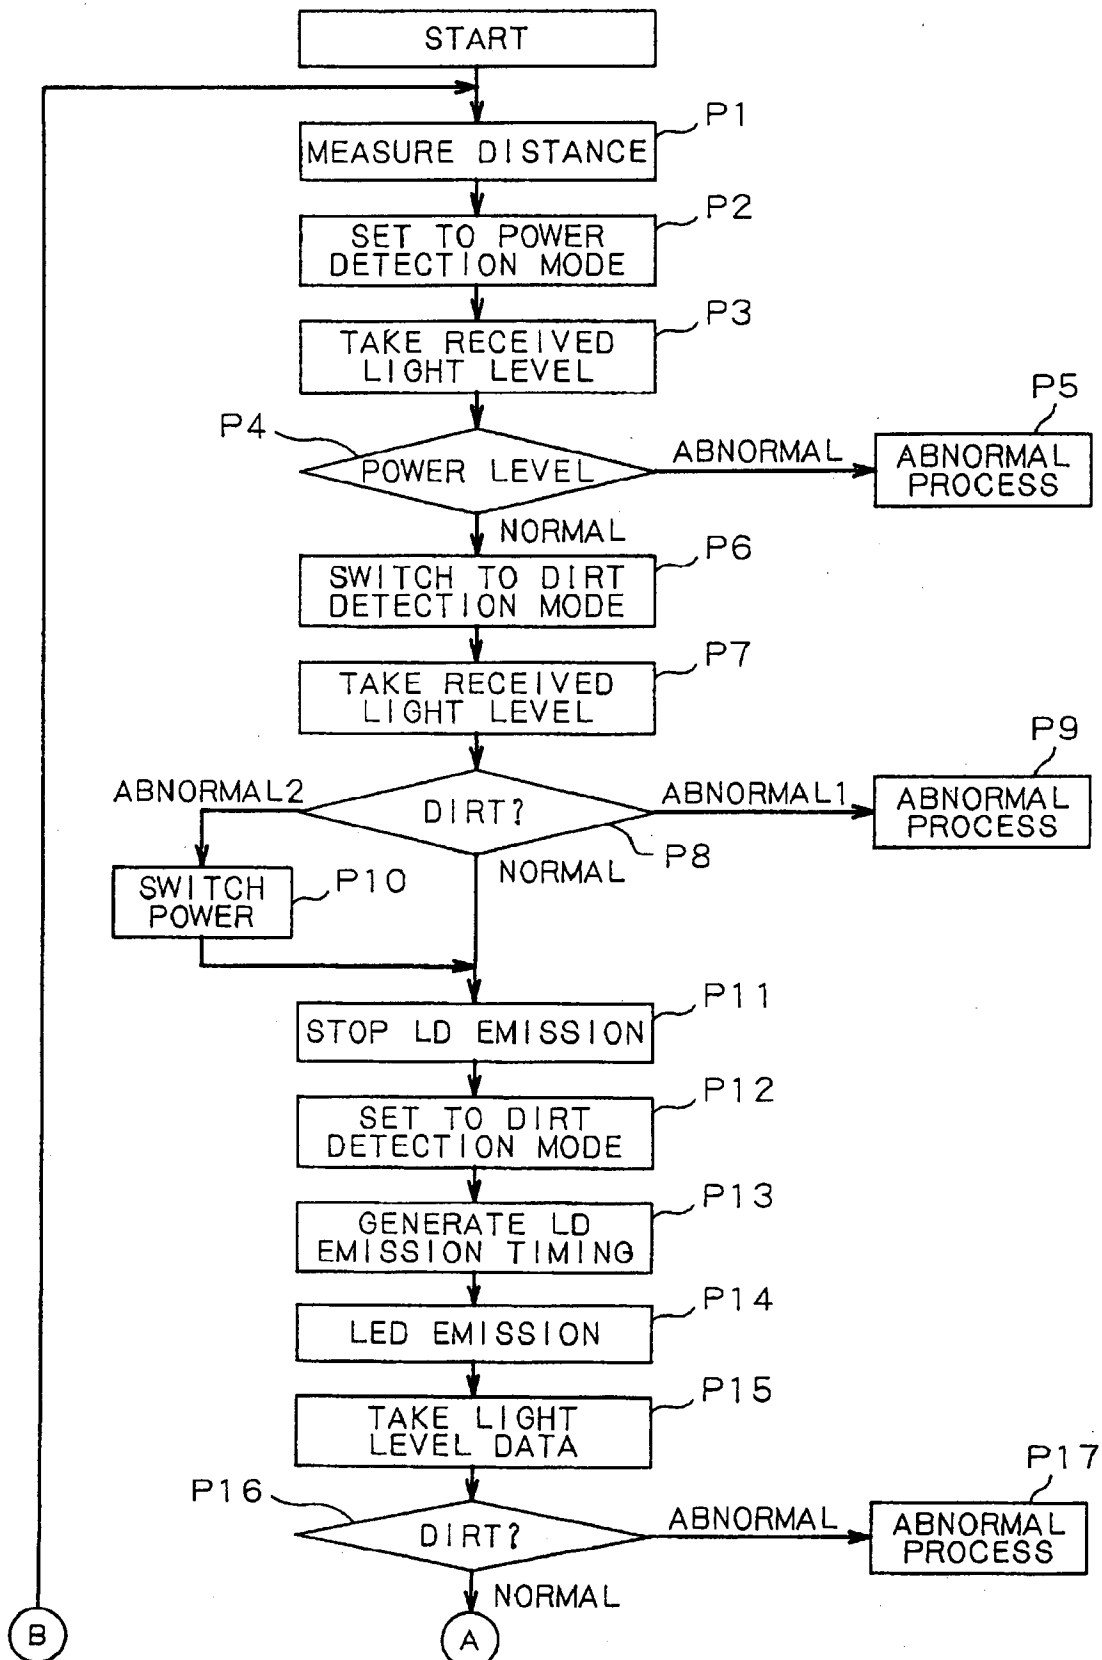 START
P1
MEASURE DISTANCE
P2
SET TO POWER
DETECTION MODE
P3
TAKE RECEIVED
LIGHT LEVEL
P4
POWER LEVEL
ABNORMAL
P5
ABNORMAL
PROCESS
NORMAL
P6
SWITCH TO DIRT
DETECTION MODE
P7
TAKE RECEIVED
LIGHT LEVEL
ABNORMAL2
DIRT?
ABNORMAL1
P9
ABNORMAL
PROCESS
P8
NORMAL
SWITCH
POWER
P10
P11
STOP LD EMISSION
P12
SET TO DIRT
DETECTION MODE
P13
GENERATE LD
EMISSION TIMING
P14
LED EMISSION
P15
TAKE LIGHT
LEVEL DATA
P16
DIRT?
ABNORMAL
P17
ABNORMAL
PROCESS
NORMAL
B
A